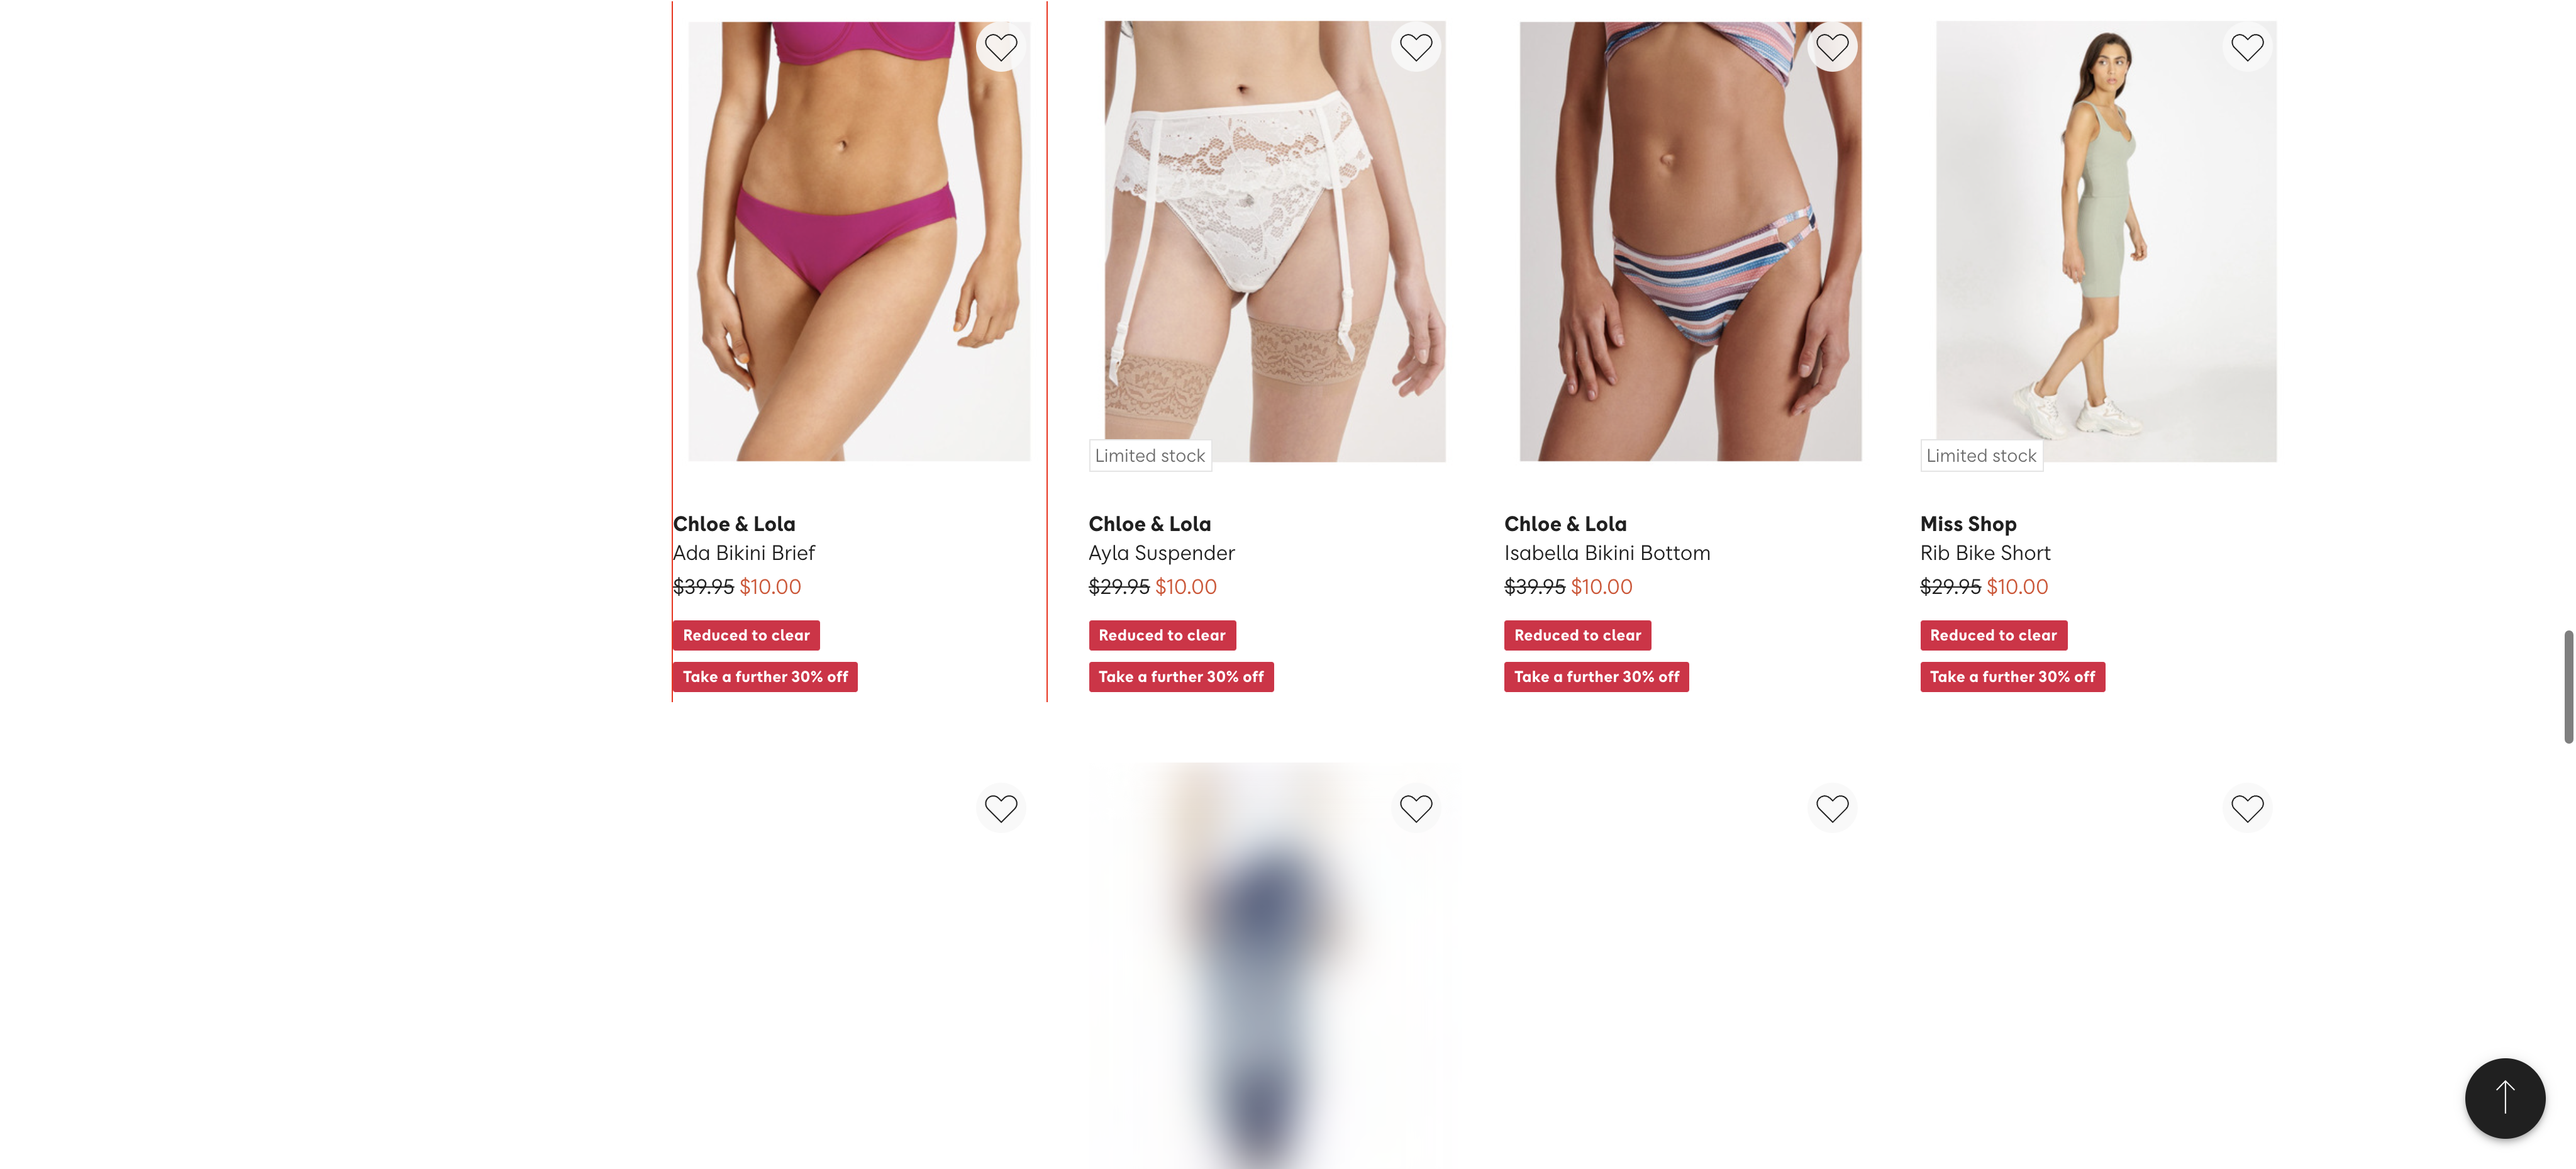 Limited stock
Limited stock
Chloe & Lola
Ada Bikini Brief
$39.95 $10.00
Reduced to clear
Take a further 30% off
Chloe & Lola
Ayla Suspender
$29.95 $10.00
Reduced to clear
Take a further 30% off
Chloe & Lola
Isabella Bikini Bottom
$39.95 $10.00
Reduced to clear
Take a further 30% off
Miss Shop
Rib Bike Short
$29.95 $10.00
Reduced to clear
Take a further 30% off